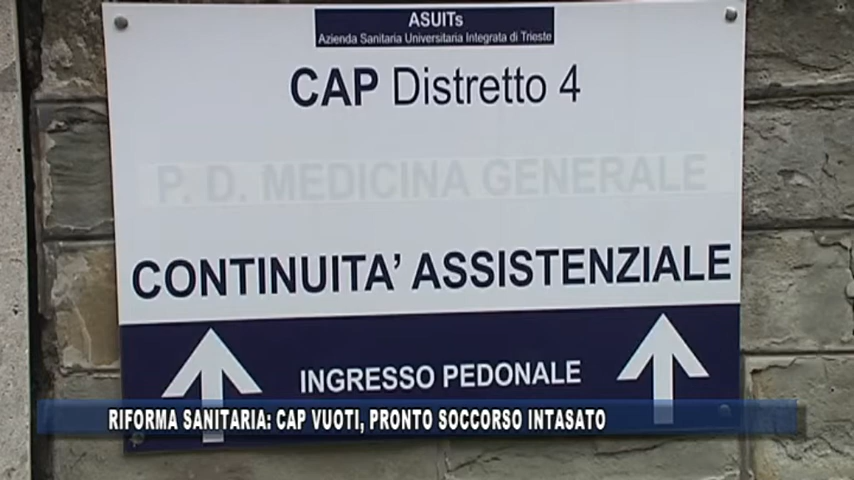 ASUITs
Azienda Sanitaria Universitaria Integrata di Trieste
CAP Distretto 4
P. D. MEDICINA GENERALE
CONTINUITA' ASSISTENZIALE
INGRESSO PEDONALE
RIFORMA SANITARIA: CAP VUOTI, PRONTO SOCCORSO INTASATO